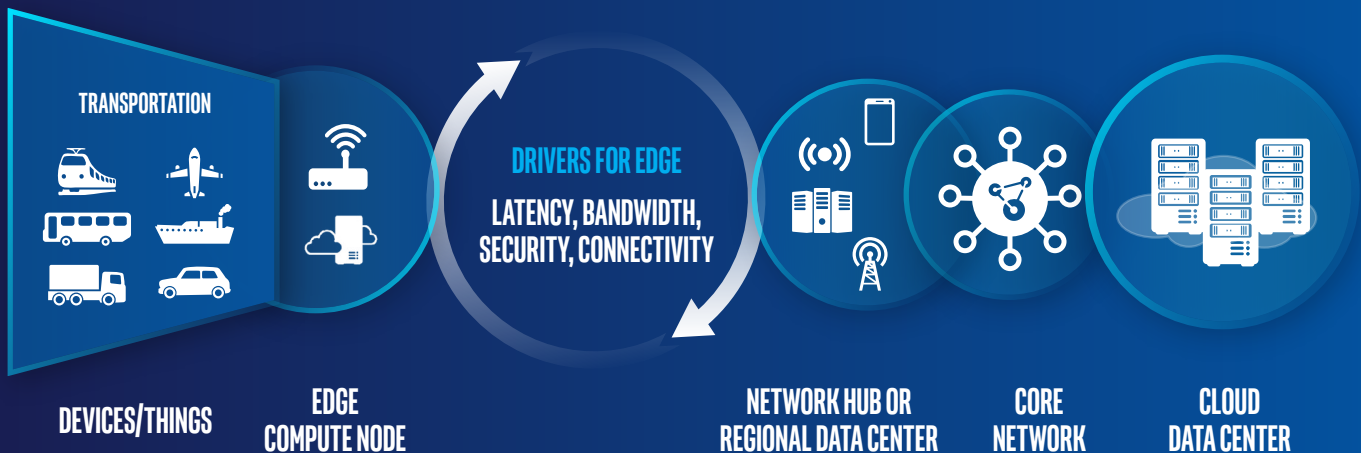 TRANSPORTATION
DRIVERS FOR EDGE
LATENCY, BANDWIDTH,
SECURITY, CONNECTIVITY
DEVICES/THINGS
EDGE
COMPUTE NODE
NETWORK HUB OR
REGIONAL DATA CENTER
CORE
NETWORK
CLOUD
DATA CENTER